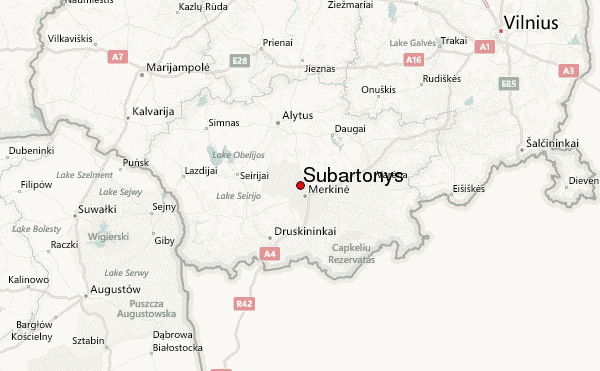 Naumiestis
Kazlų Rūda
Žiežmariai
Vilnius
Vilkaviškis
A7
E28
Prienai
Lake Galvės
Trakai
A1
A16
A3
Marijampolė
Jieznas
Rudiškės
E85
Onuškis
Kalvarija
Simnas
Alytus
Daugai
Šalčininkai
Dubeninki
Puńsk
Lake Obelijos
Lazdijai
Seirijai
Subartonys
Lake Szelment
Filipów
Lake Sejwy
Lake Seirijo
Merkinė
Eišiškės
Dieven
Suwałki
Sejny
Lake Bolesty
Wigierski
Giby
Druskininkai
Raczki
A4
Capkeliu
Rezervatas
Lake Serwy
Kalinowo
Augustów
R42
Puszcza
Augustowska
Bargłów
Kościelny
Sztabin
Dąbrowa
Białostocka